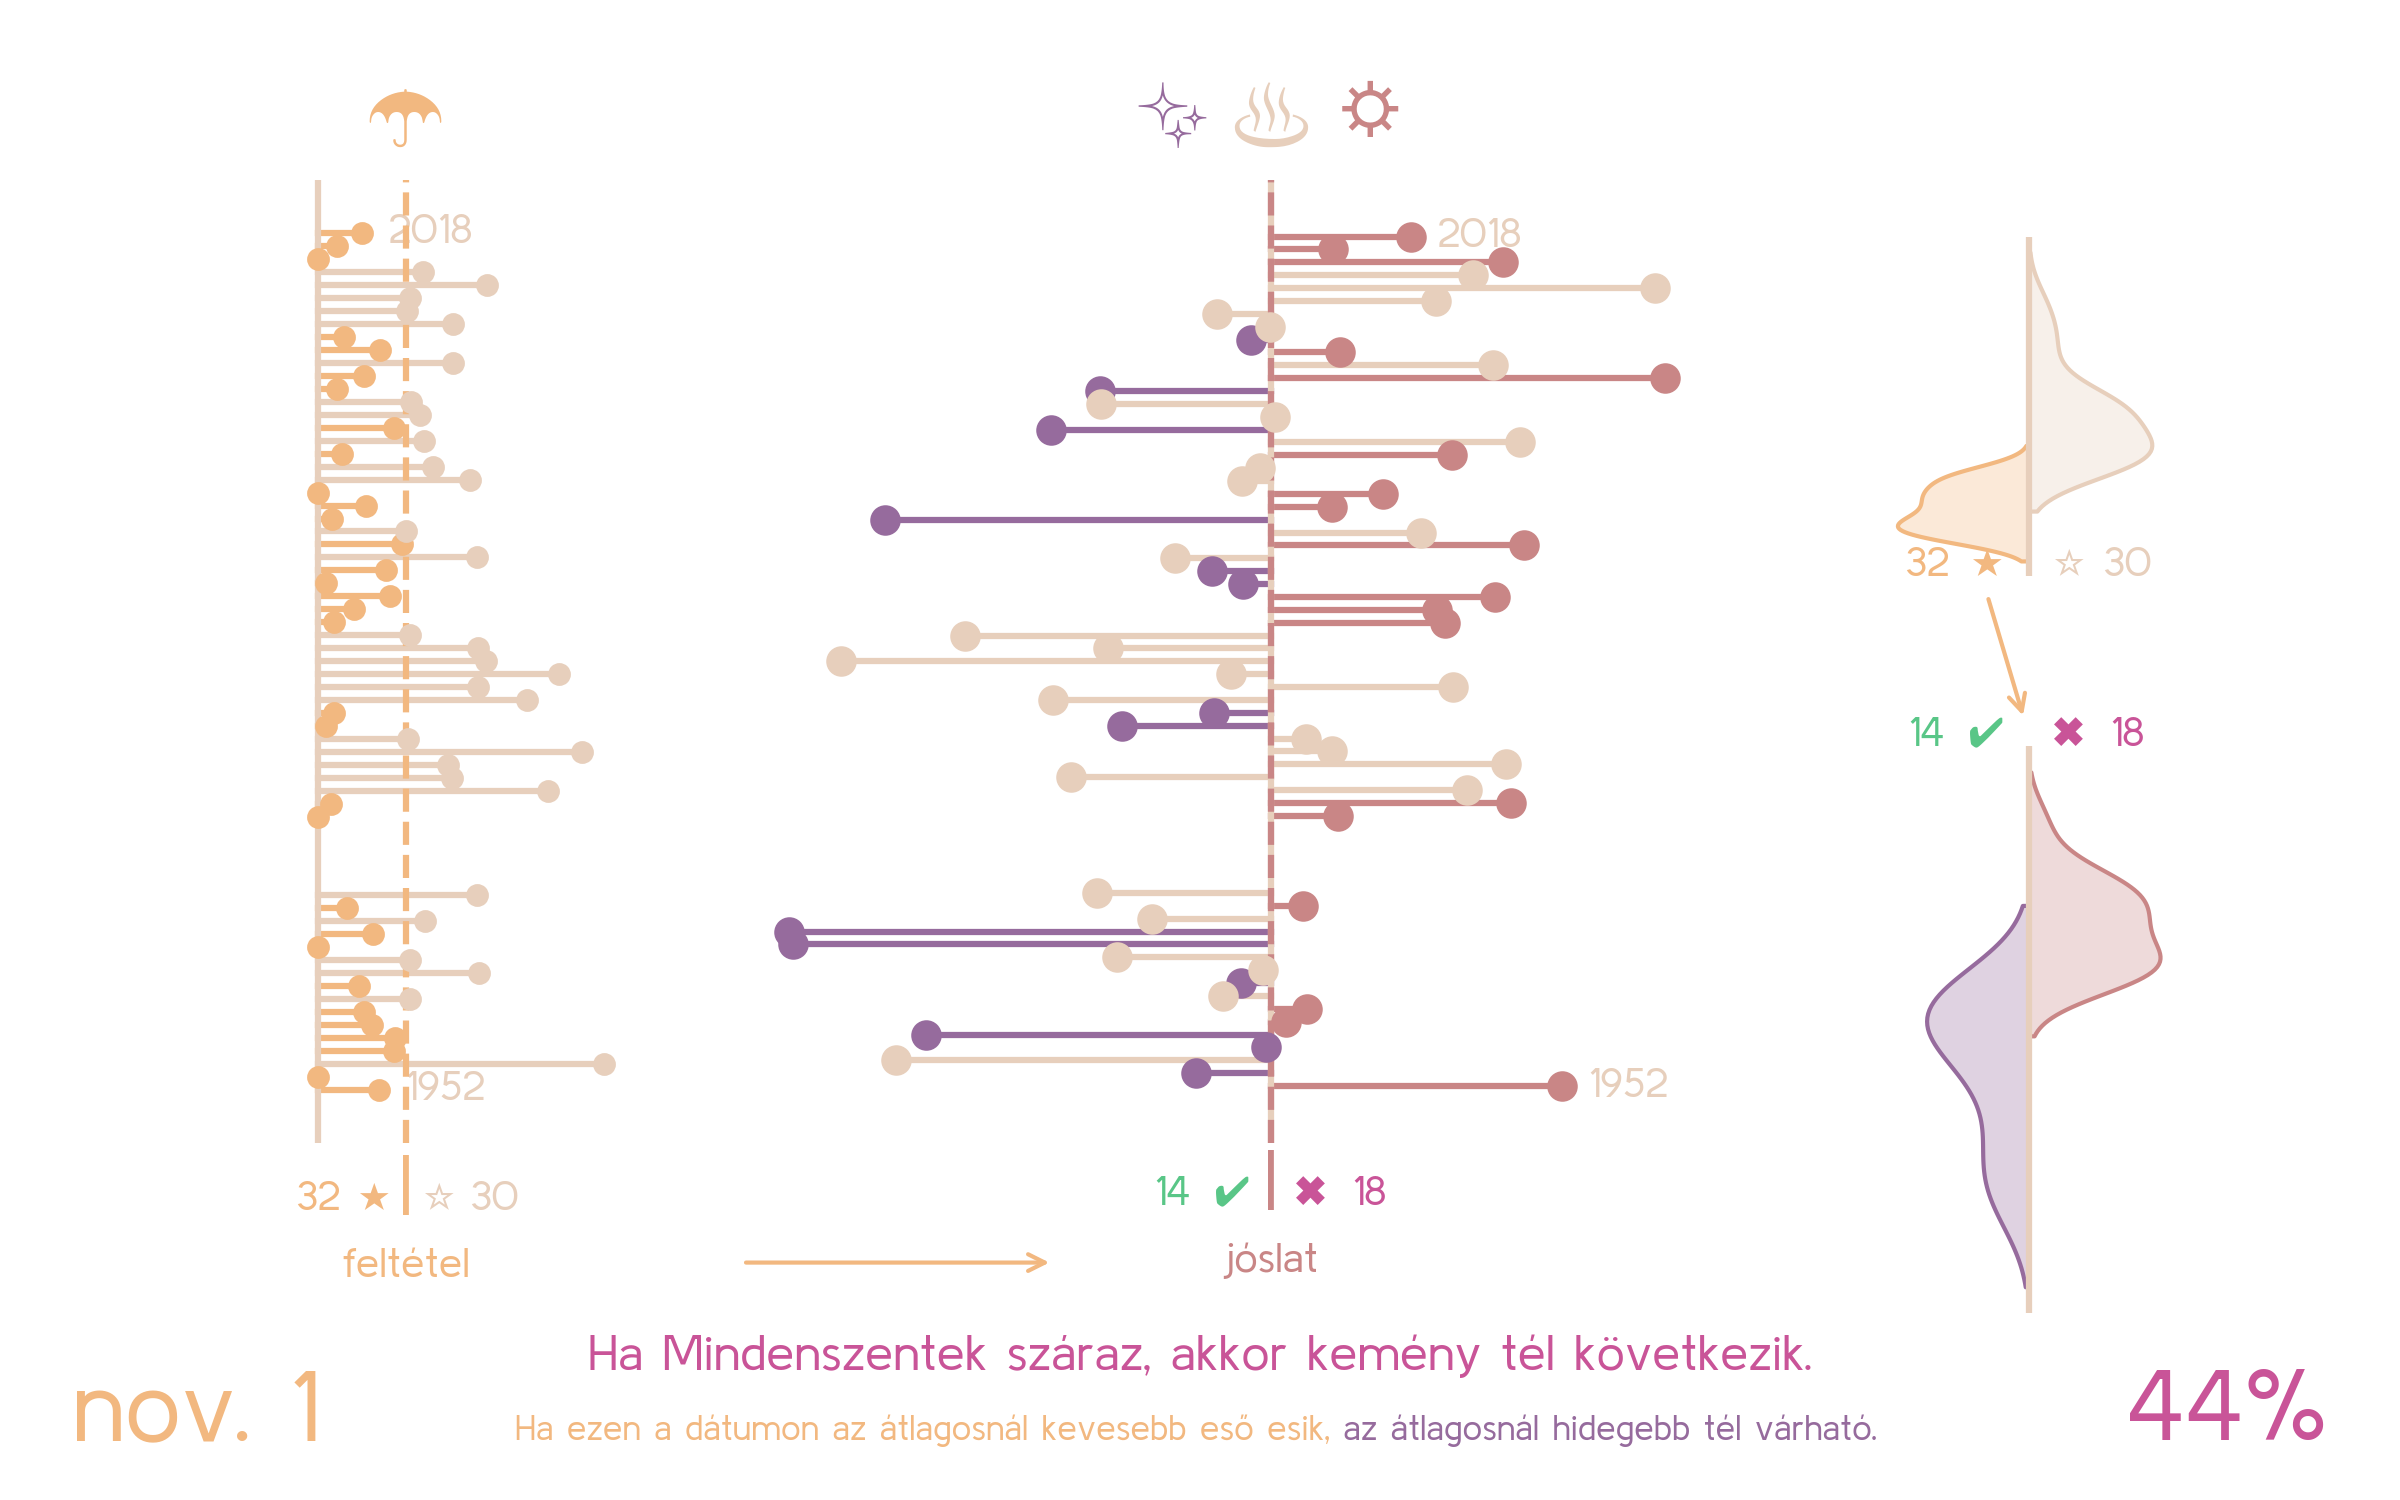 2018
2018
32 ★ ☆ 30
14 ✔ ✖ 18
1952
1952
32 ★ ☆ 30
14 ✔ ✖ 18
feltétel
jóslat
Ha Mindenszentek száraz, akkor kemény tél következik.
nov. 1
Ha ezen a dátumon az átlagosnál kevesebb eső esik, az átlagosnál hidegebb tél várható.
44%